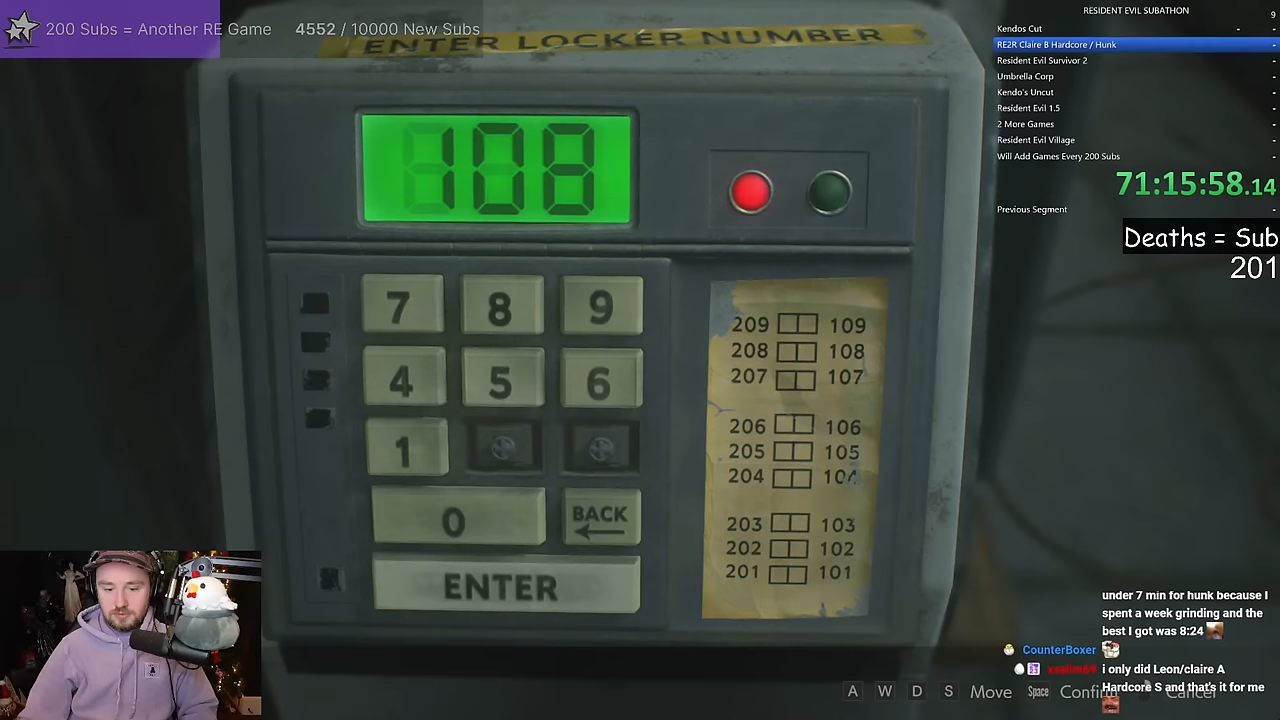 200 Subs = Another RE Game 4552 / 10000 New Subs
ENTER LOCKER NUMBER
108
7 8 9
4 5 6
1
0 BACK
ENTER
209 109
208 108
207 107
206 106
205 105
204 104
203 103
202 102
201 101
RESIDENT EVIL SUBATHON
9
Kendos Cut - -
RE2R Claire B Hardcore / Hunk -
Resident Evil Survivor 2 -
Umbrella Corp -
Kendo's Uncut -
Resident Evil 1.5 -
2 More Games -
Resident Evil Village -
Will Add Games Every 200 Subs -
71:15:58.14
Previous Segment -
Deaths = Sub
201
under 7 min for hunk because I
spent a week grinding and the
best I got was 8:24
CounterBoxer
i only did Leon/claire A
Hardcore S and that's it for me
A W D S Move Space Confirm Cancel